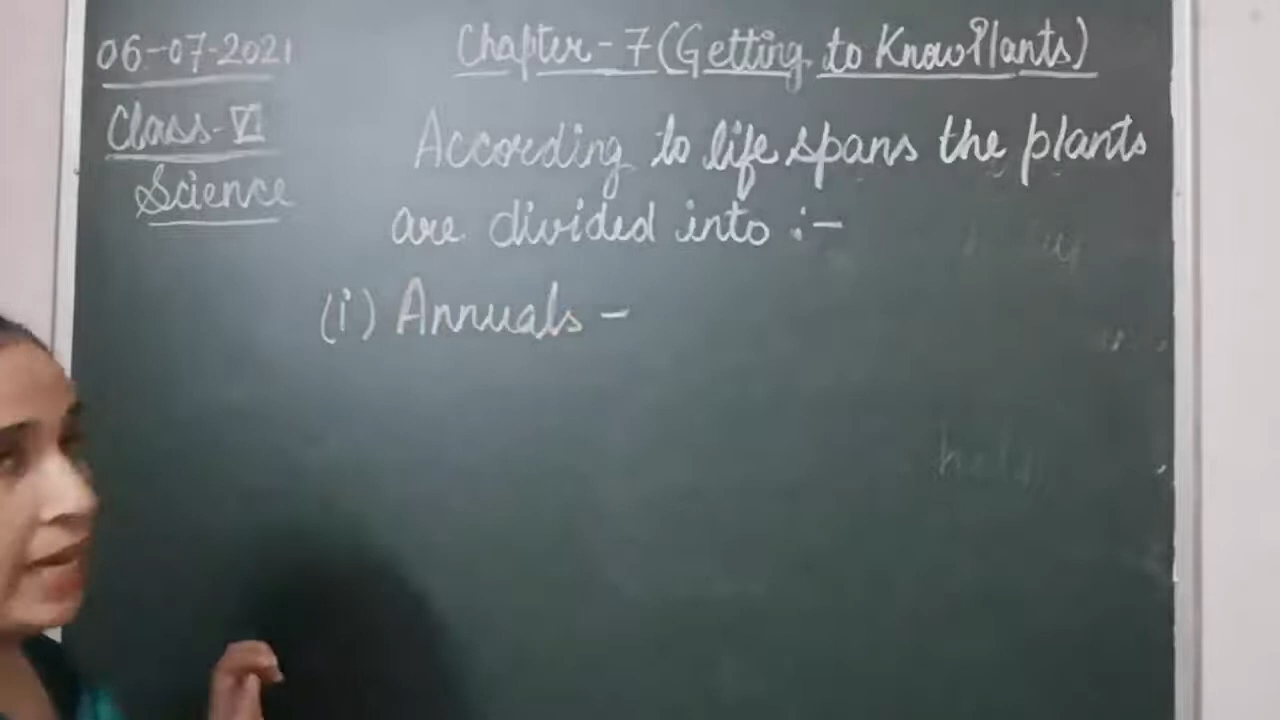 06-07-2021
Class-VI
Science
Chapter-7(Getting to Know Plants)
According to life spans the plants
are divided into :-
(i) Annuals -
help